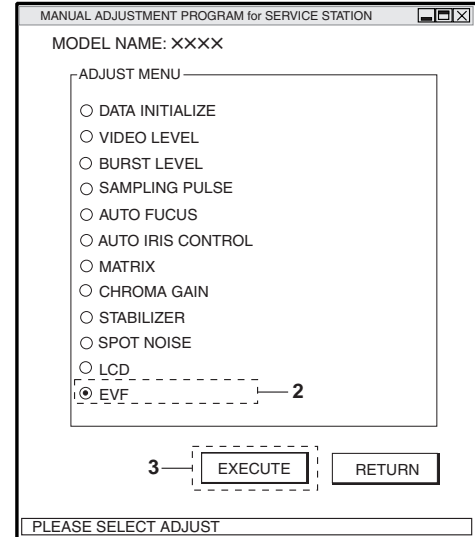 MANUAL ADJUSTMENT PROGRAM for SERVICE STATION
MODEL NAME: ××××
ADJUST MENU
DATA INITIALIZE
VIDEO LEVEL
BURST LEVEL
SAMPLING PULSE
AUTO FUCUS
AUTO IRIS CONTROL
MATRIX
CHROMA GAIN
STABILIZER
SPOT NOISE
LCD
EVF 2
3 EXECUTE RETURN
PLEASE SELECT ADJUST